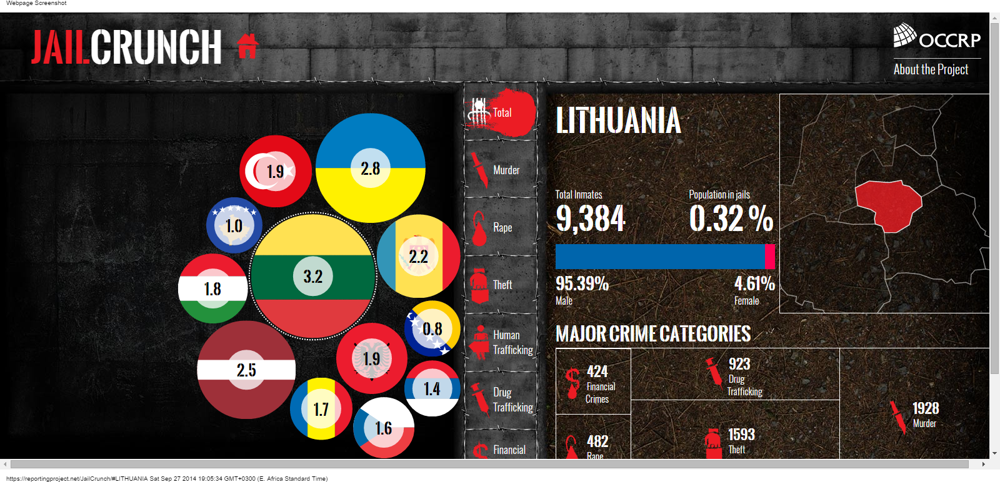 Webpage Screenshot
JAILCRUNCH
OCCRP
About the Project
1.9
2.8
1.0
3.2
2.2
1.8
0.8
2.5
1.9
1.4
1.7
1.6
Total
Murder
Rape
Theft
Human
Trafficking
Drug
Trafficking
Financial
LITHUANIA
Total Inmates
9,384
Population in jails
0.32 %
95.39%
Male
4.61%
Female
MAJOR CRIME CATEGORIES
424
Financial
Crimes
482
Rape
923
Drug
Trafficking
1593
Theft
1928
Murder
https://reportingproject.net/JailCrunch/#LITHUANIA Sat Sep 27 2014 19:05:34 GMT+0300 (E. Africa Standard Time)